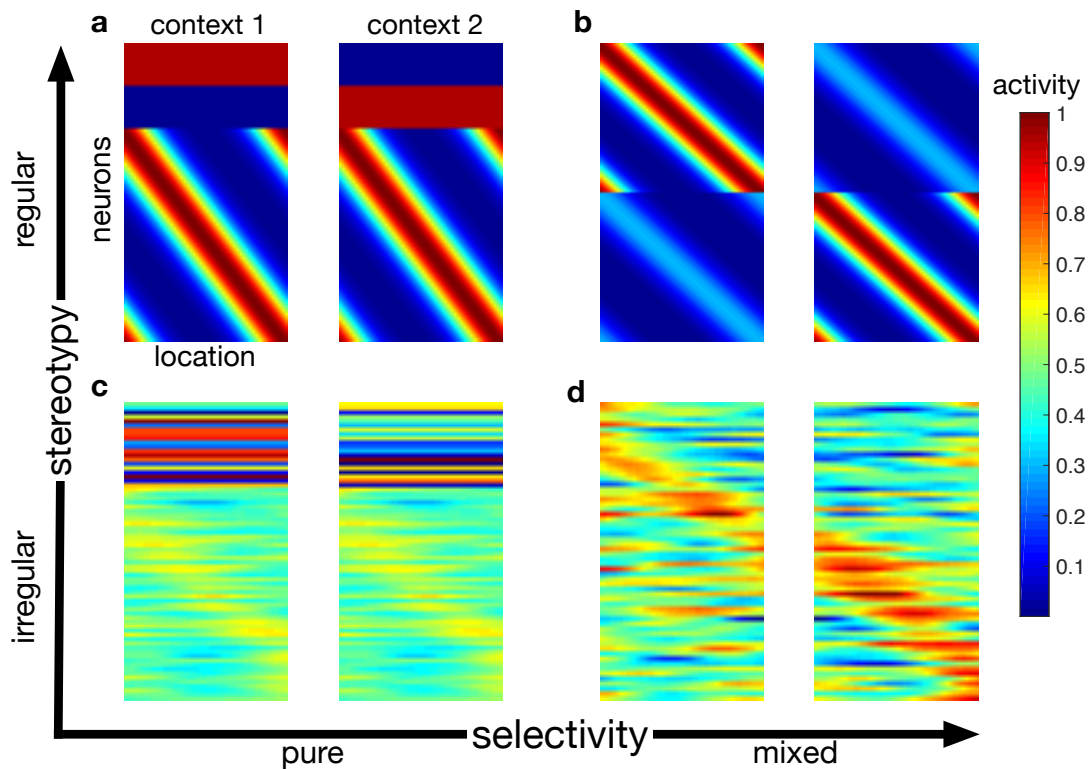 a
context 1
context 2
b
activity
1
0.9
0.8
0.7
0.6
0.5
0.4
0.3
0.2
0.1
regular
neurons
location
stereotypy
c
d
irregular
selectivity
pure
mixed